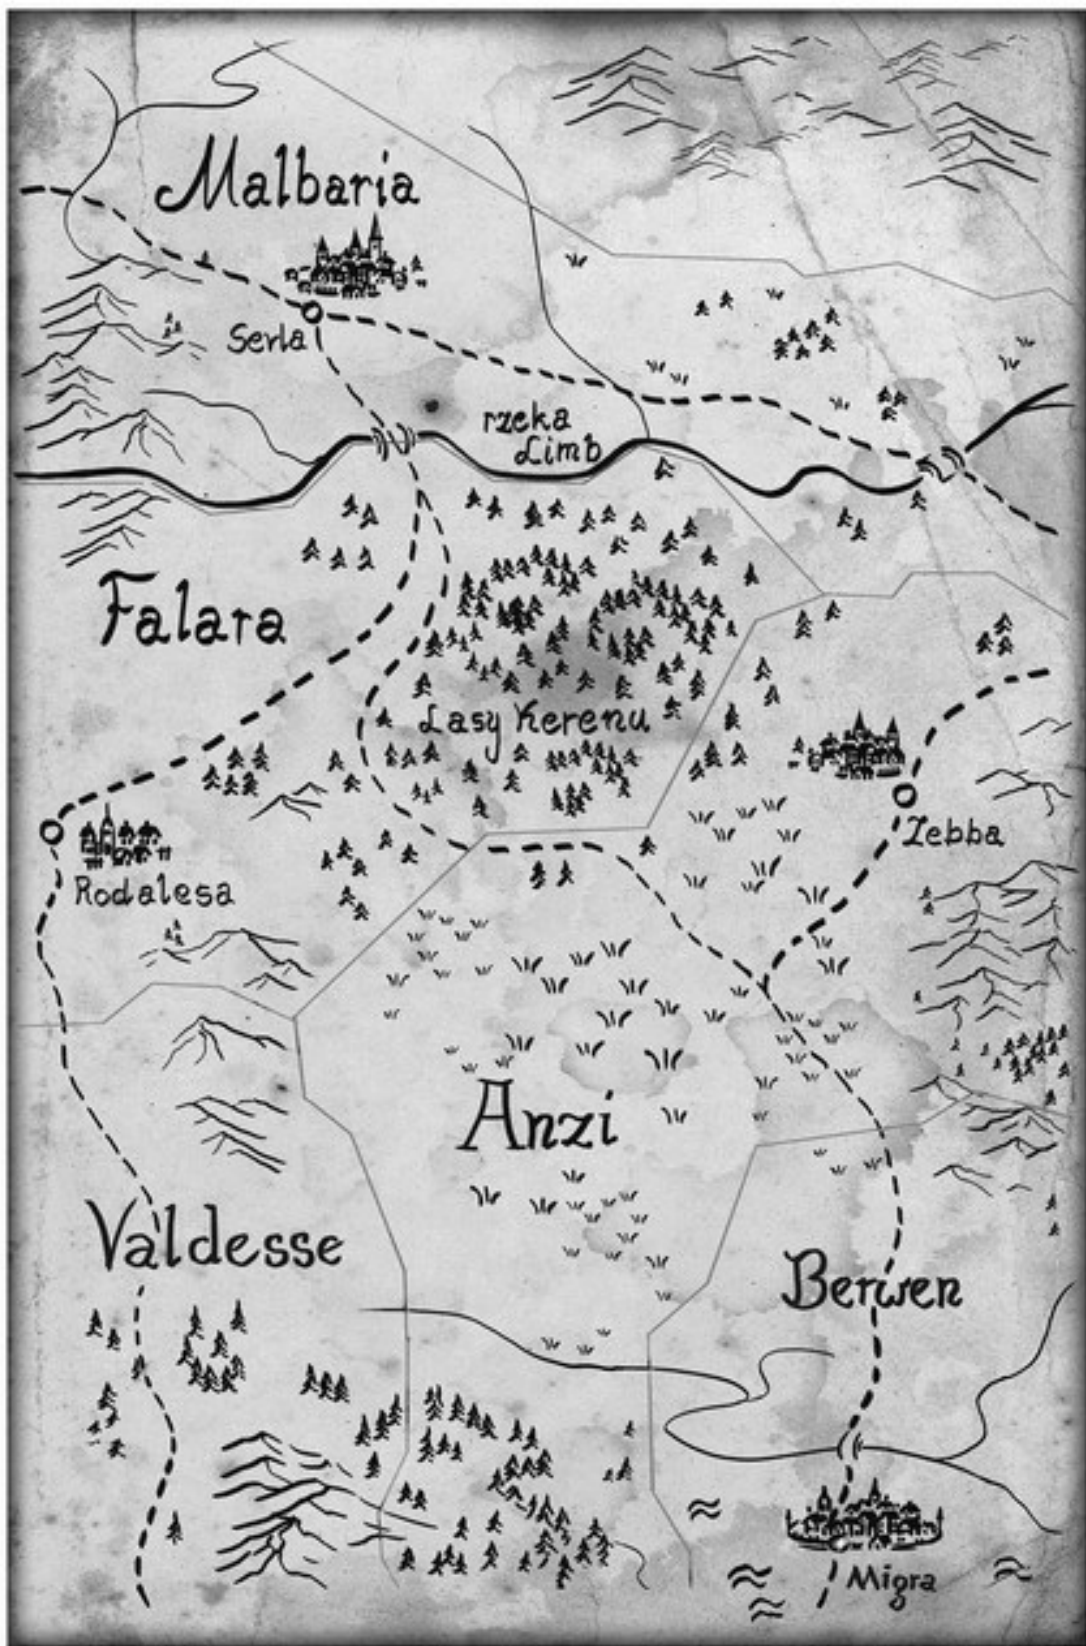 Malbaria
Serla
rzeka
Limb
Falara
Lasy Kerenu
Zebba
Rodalesa
Anzi
Valdesse
Berwen
Migra